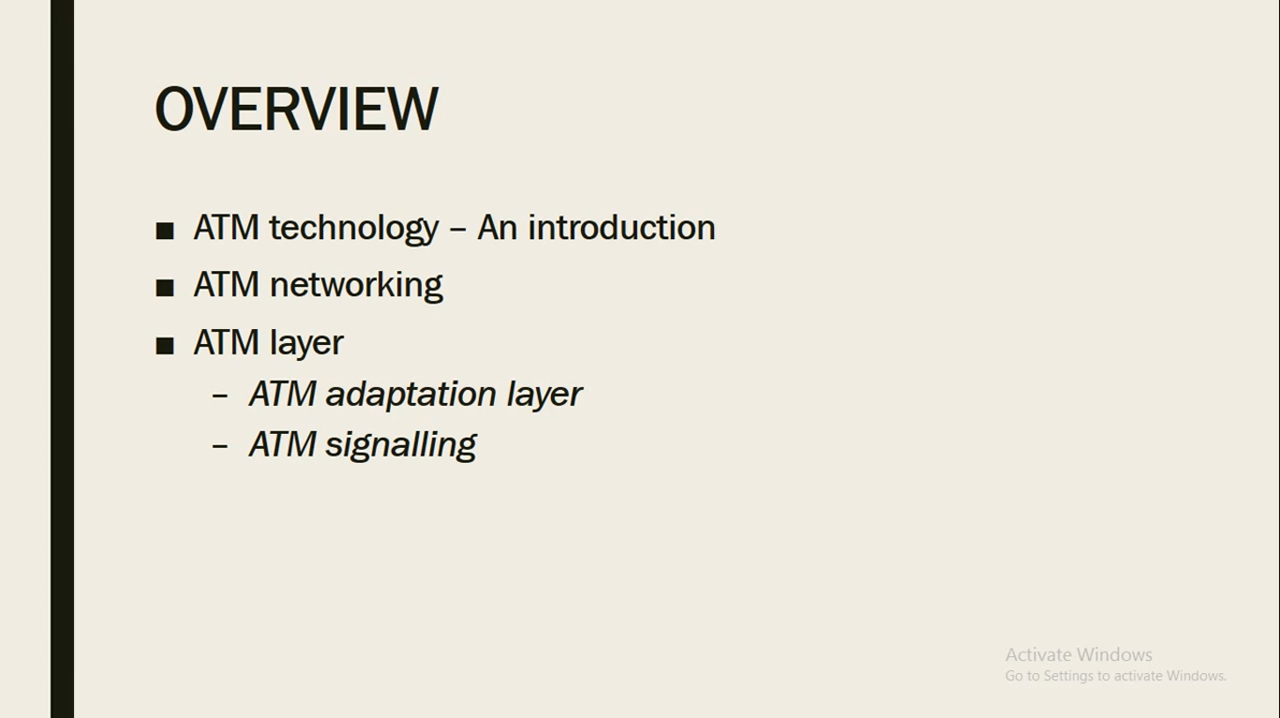 OVERVIEW
■ ATM technology – An introduction
■ ATM networking
■ ATM layer
– ATM adaptation layer
– ATM signalling
Activate Windows
Go to Settings to activate Windows.